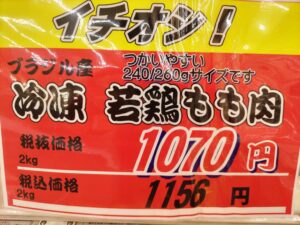 イチオシ！
ブラジル産
つかいやすい
240/260gサイズです
冷凍 若鶏もも肉
税抜価格 1070円
2kg
税込価格 1156 円
2kg